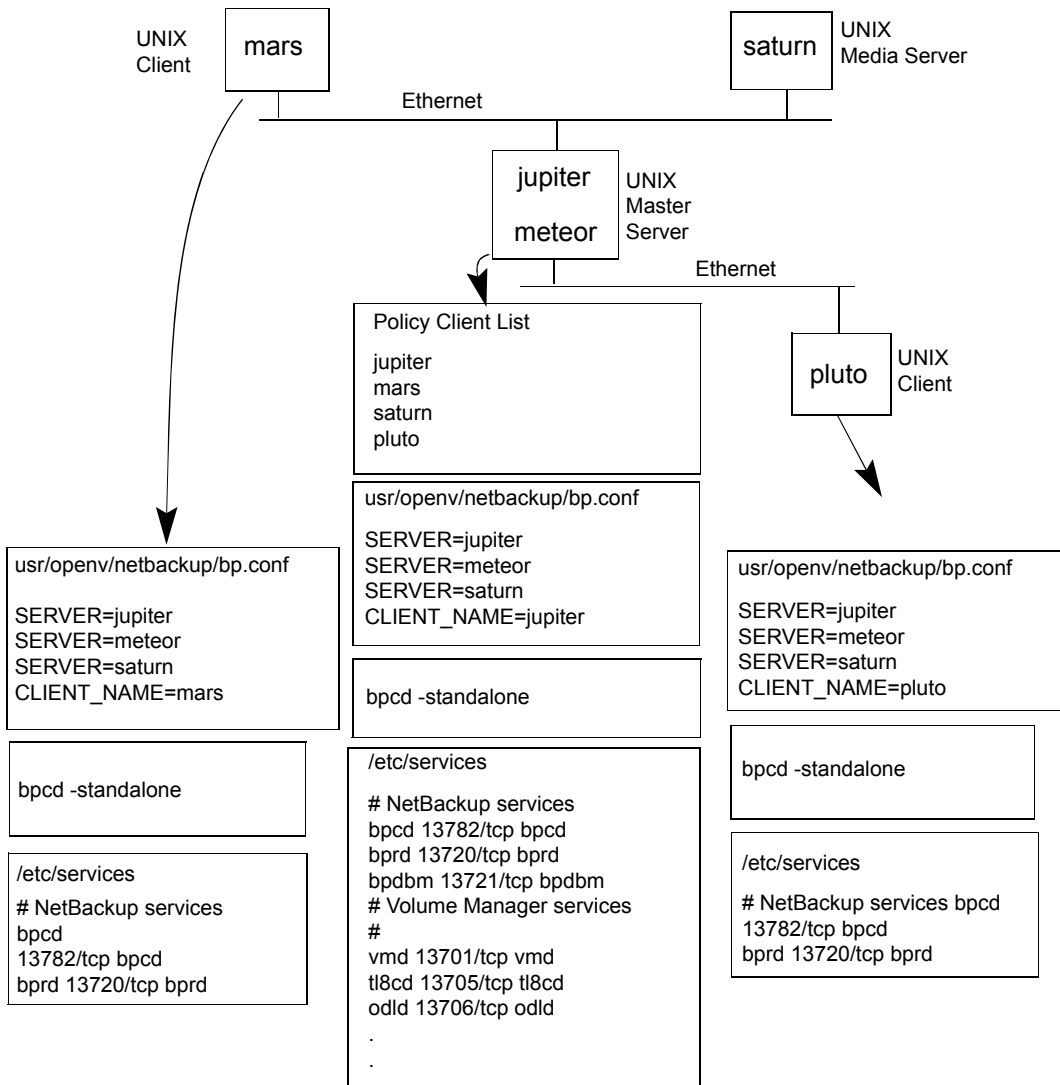 UNIX
Client
mars
saturn
UNIX
Media Server
Ethernet
jupiter
meteor
UNIX
Master
Server
Ethernet
Policy Client List
jupiter
mars
saturn
pluto
pluto
UNIX
Client
usr/openv/netbackup/bp.conf
SERVER=jupiter
SERVER=meteor
SERVER=saturn
CLIENT_NAME=mars
bpcd -standalone
/etc/services
# NetBackup services
bpcd
13782/tcp bpcd
bprd 13720/tcp bprd
usr/openv/netbackup/bp.conf
SERVER=jupiter
SERVER=meteor
SERVER=saturn
CLIENT_NAME=jupiter
bpcd -standalone
/etc/services
# NetBackup services
bpcd 13782/tcp bpcd
bprd 13720/tcp bprd
bpdbm 13721/tcp bpdbm
# Volume Manager services
#
vmd 13701/tcp vmd
tl8cd 13705/tcp tl8cd
odld 13706/tcp odld
.
.
usr/openv/netbackup/bp.conf
SERVER=jupiter
SERVER=meteor
SERVER=saturn
CLIENT_NAME=pluto
bpcd -standalone
/etc/services
# NetBackup services bpcd
13782/tcp bpcd
bprd 13720/tcp bprd